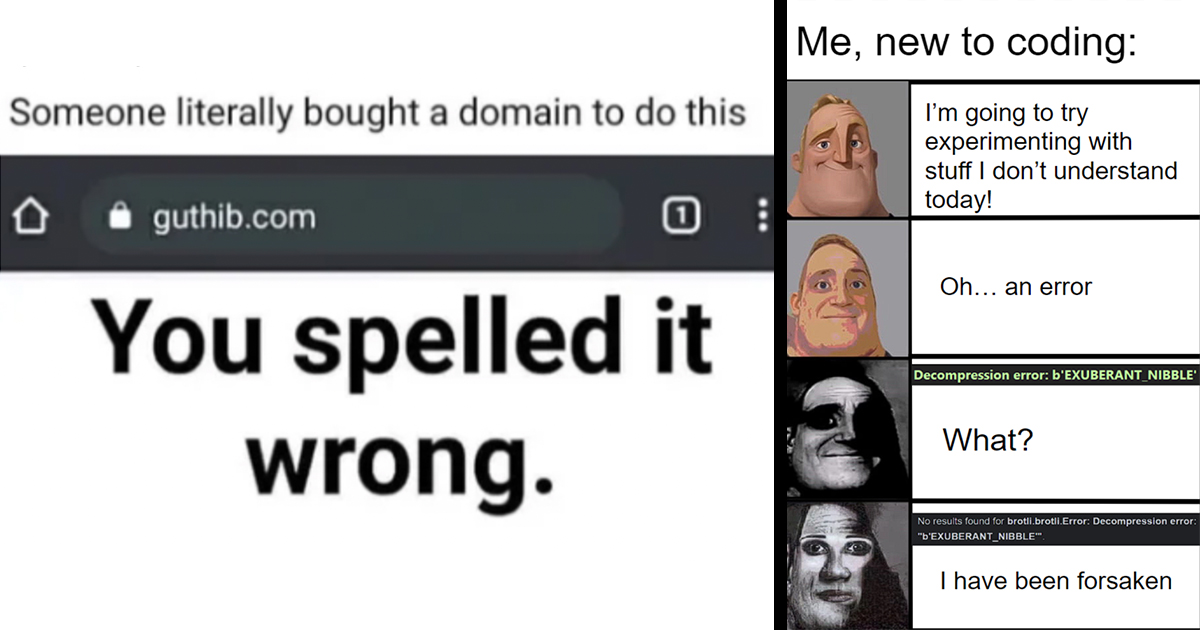 Someone literally bought a domain to do this
guthib.com
1
You spelled it
wrong.
Me, new to coding:
I’m going to try
experimenting with
stuff I don’t understand
today!
Oh… an error
Decompression error: b'EXUBERANT_NIBBLE'
What?
No results found for brotli.brotli.Error: Decompression error:
"b'EXUBERANT_NIBBLE'".
I have been forsaken